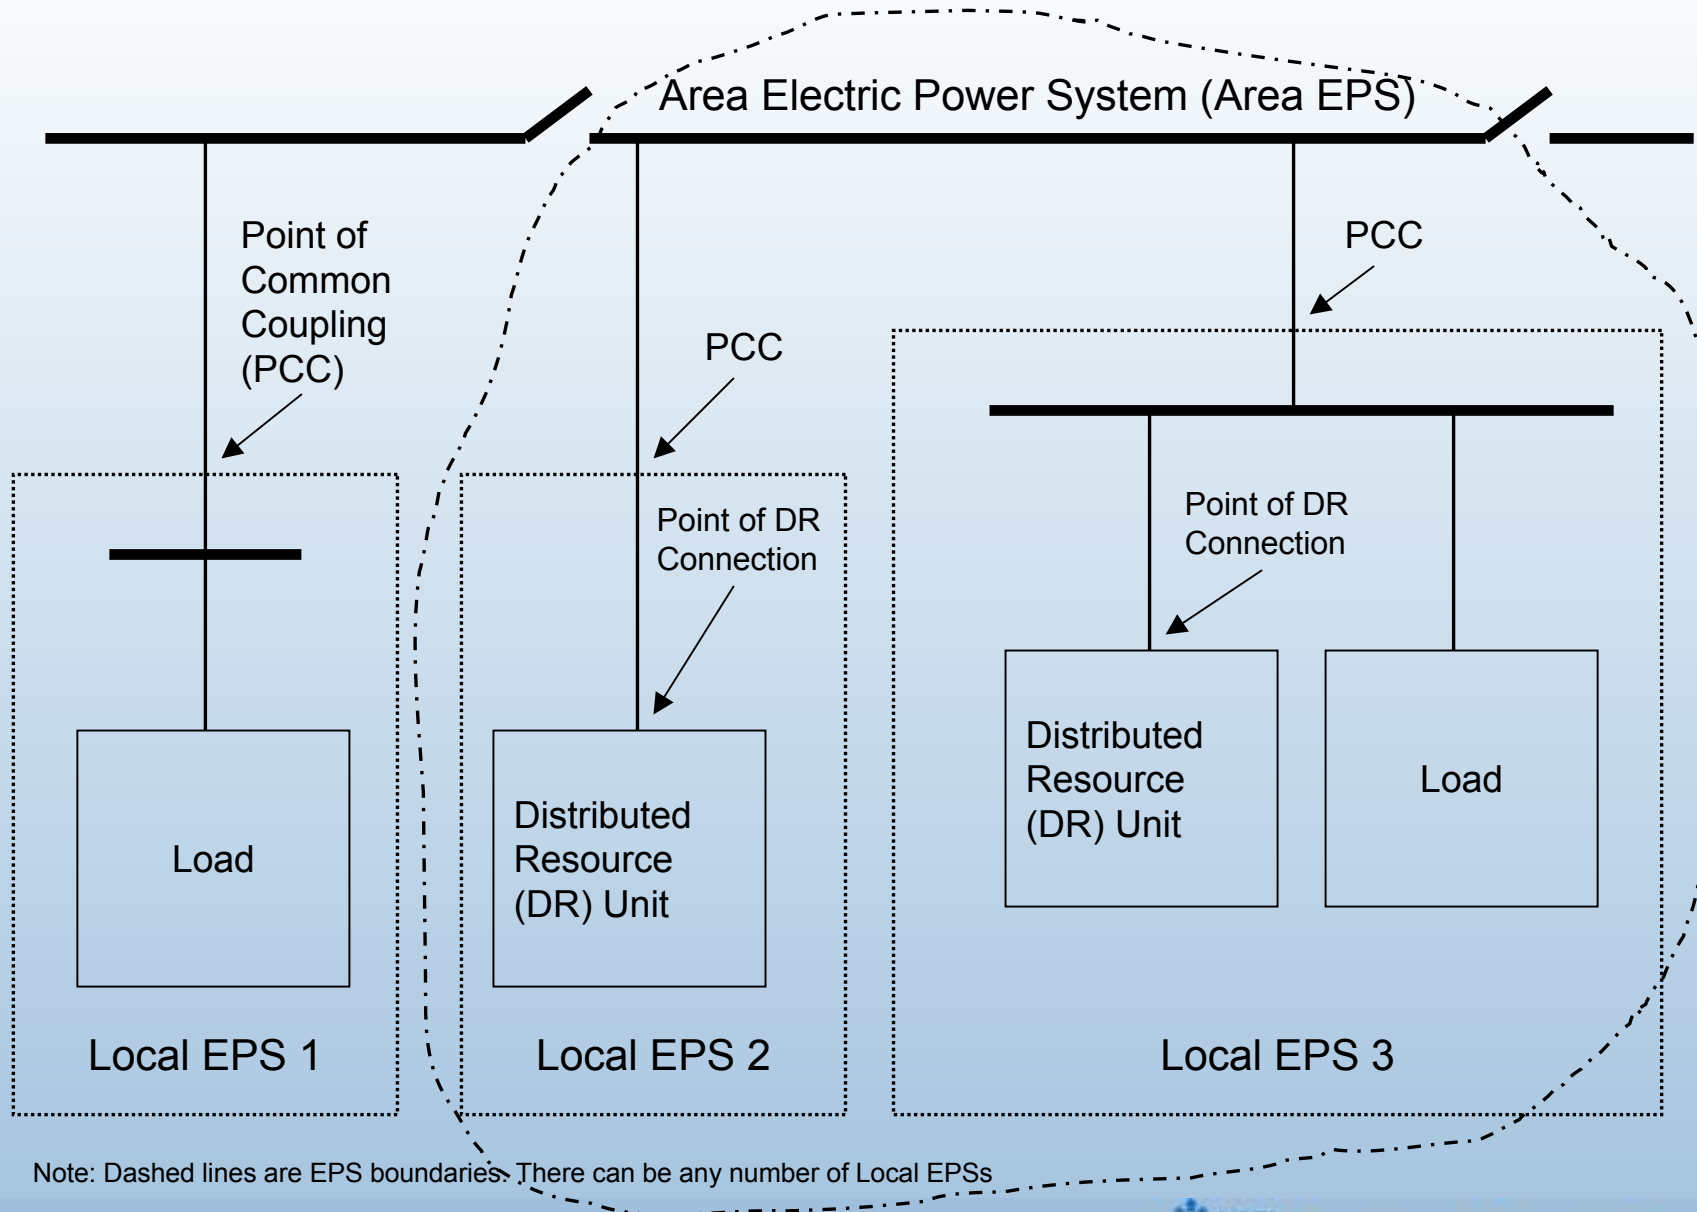 Area Electric Power System (Area EPS)
Point of
Common
Coupling
(PCC)
PCC
PCC
Point of DR
Connection
Point of DR
Connection
Load
Distributed
Resource
(DR) Unit
Distributed
Resource
(DR) Unit
Load
Local EPS 1
Local EPS 2
Local EPS 3
Note: Dashed lines are EPS boundaries. There can be any number of Local EPSs